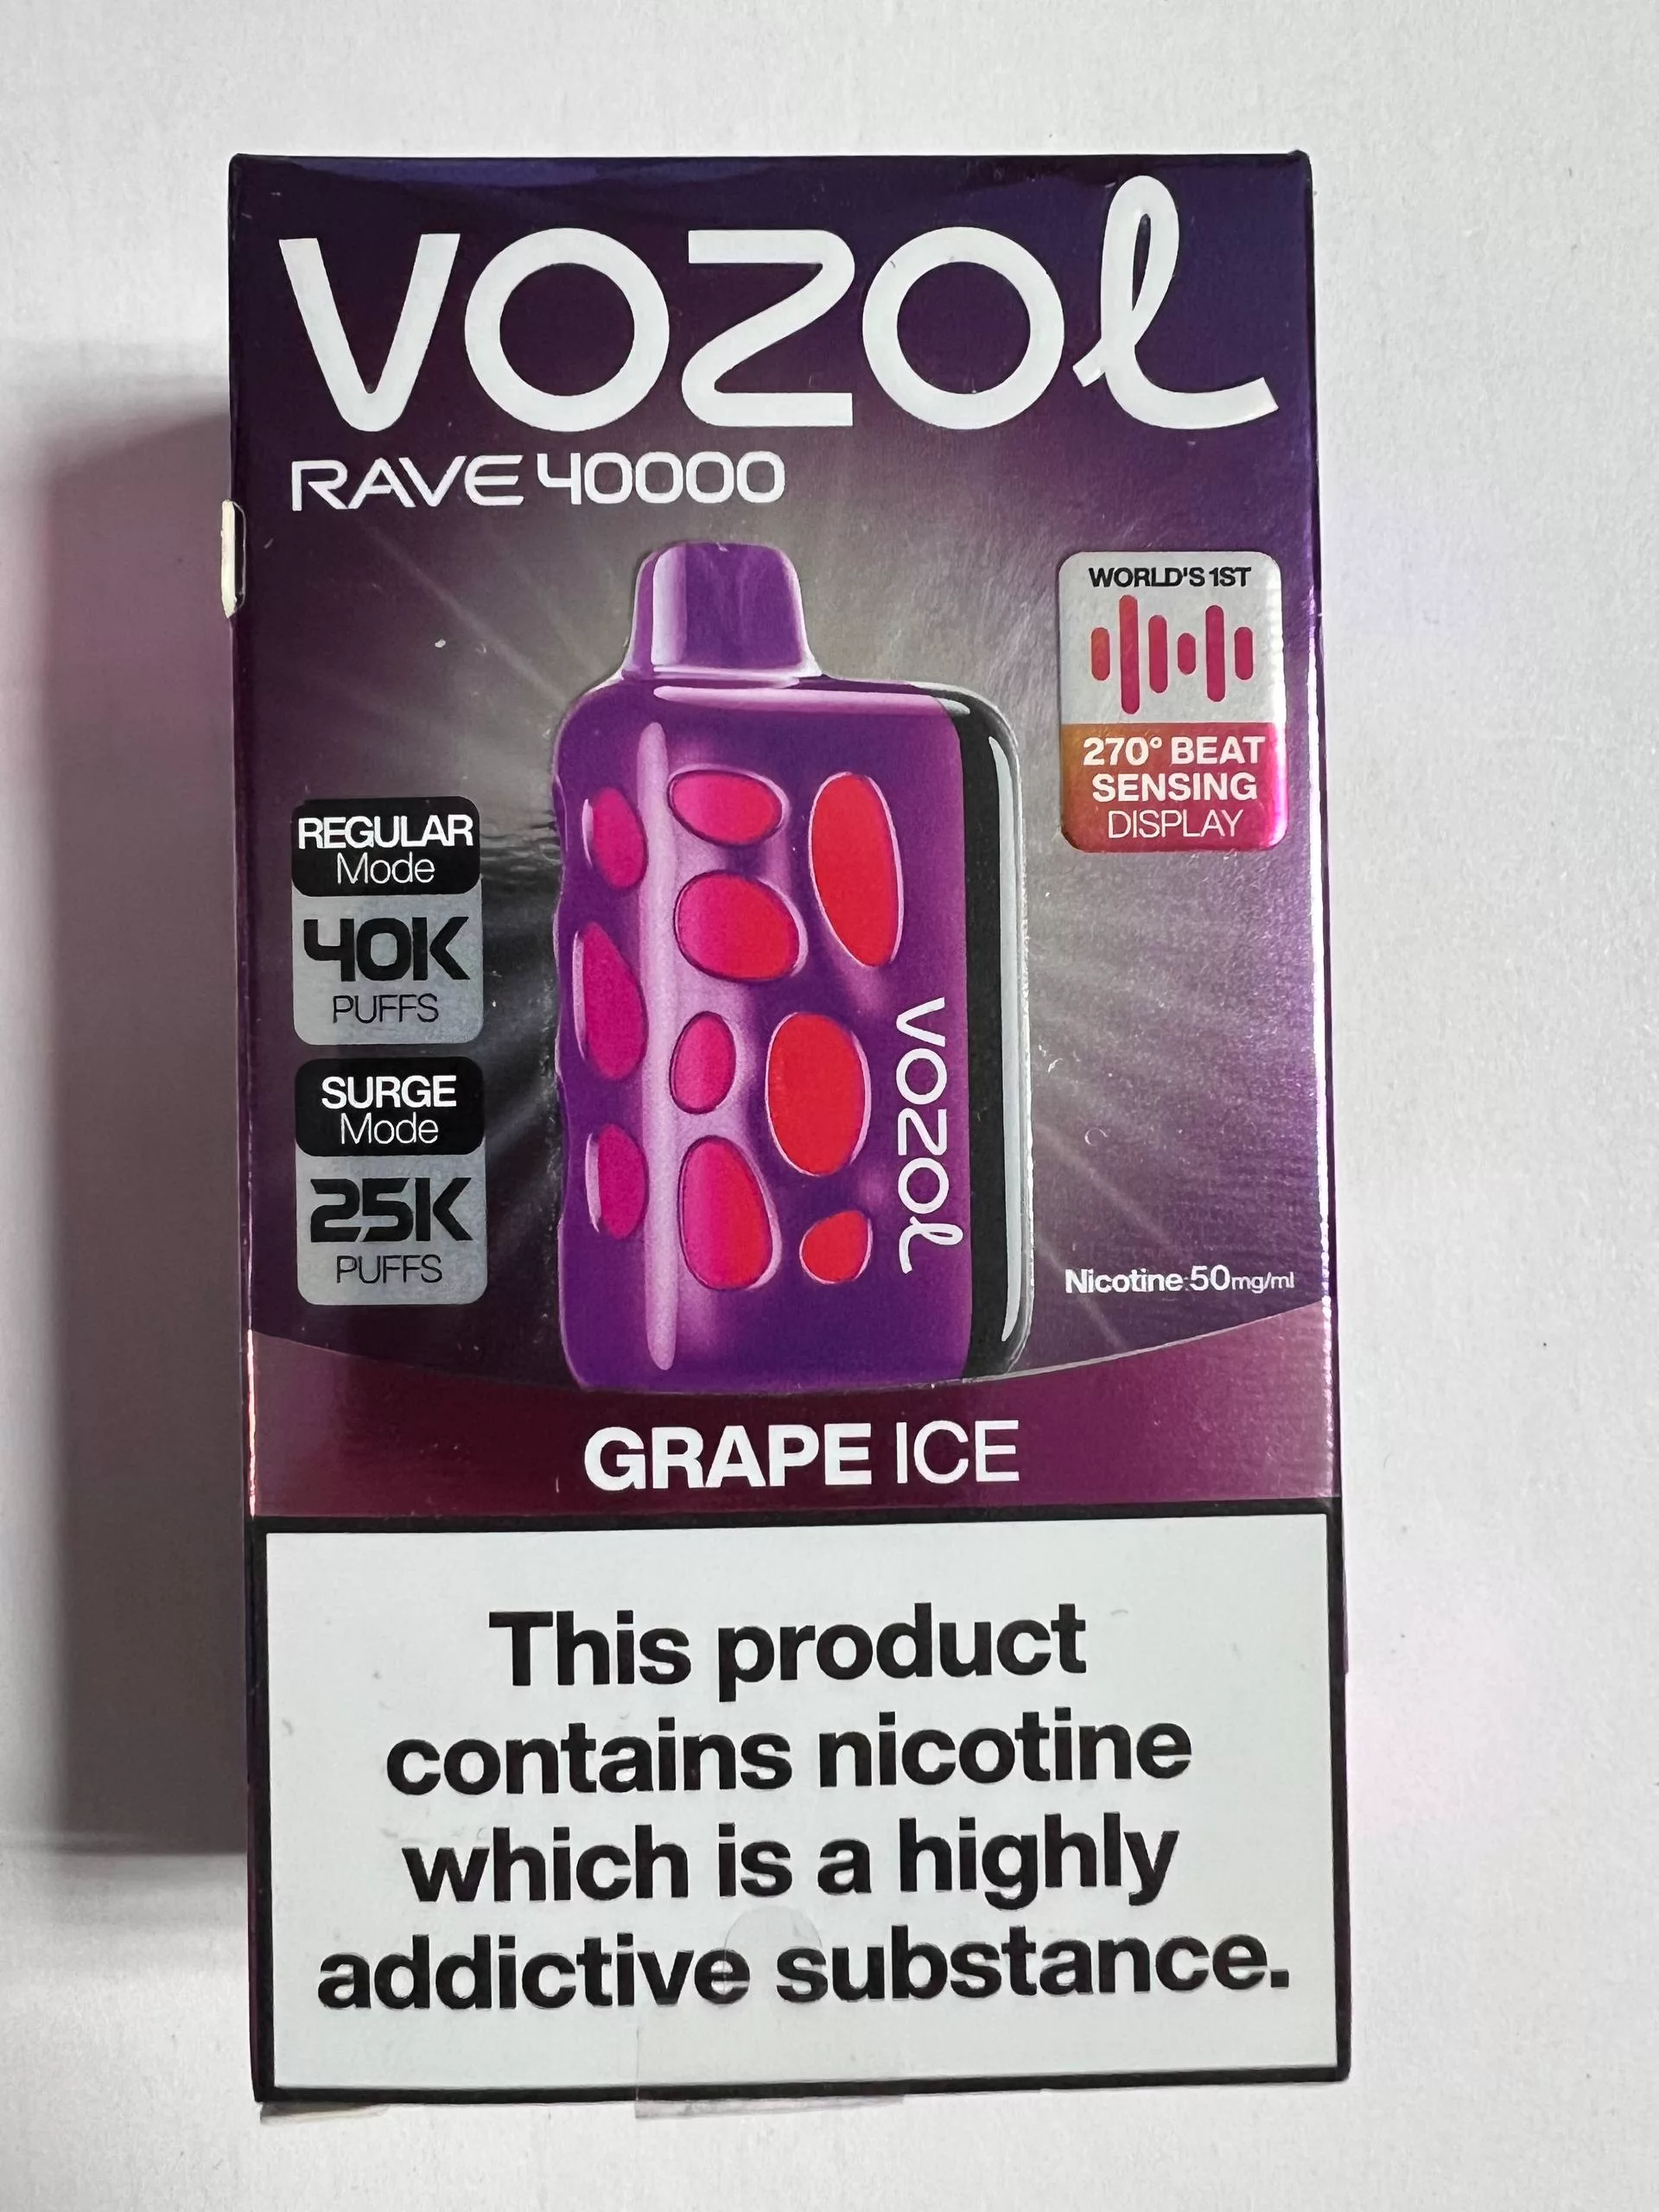 VOZOL
RAVE 40000
WORLD'S 1ST
270° BEAT
SENSING
DISPLAY
REGULAR
Mode
40K
PUFFS
SURGE
Mode
25K
PUFFS
VOZOL
Nicotine 50mg/ml
GRAPE ICE
This product
contains nicotine
which is a highly
addictive substance.